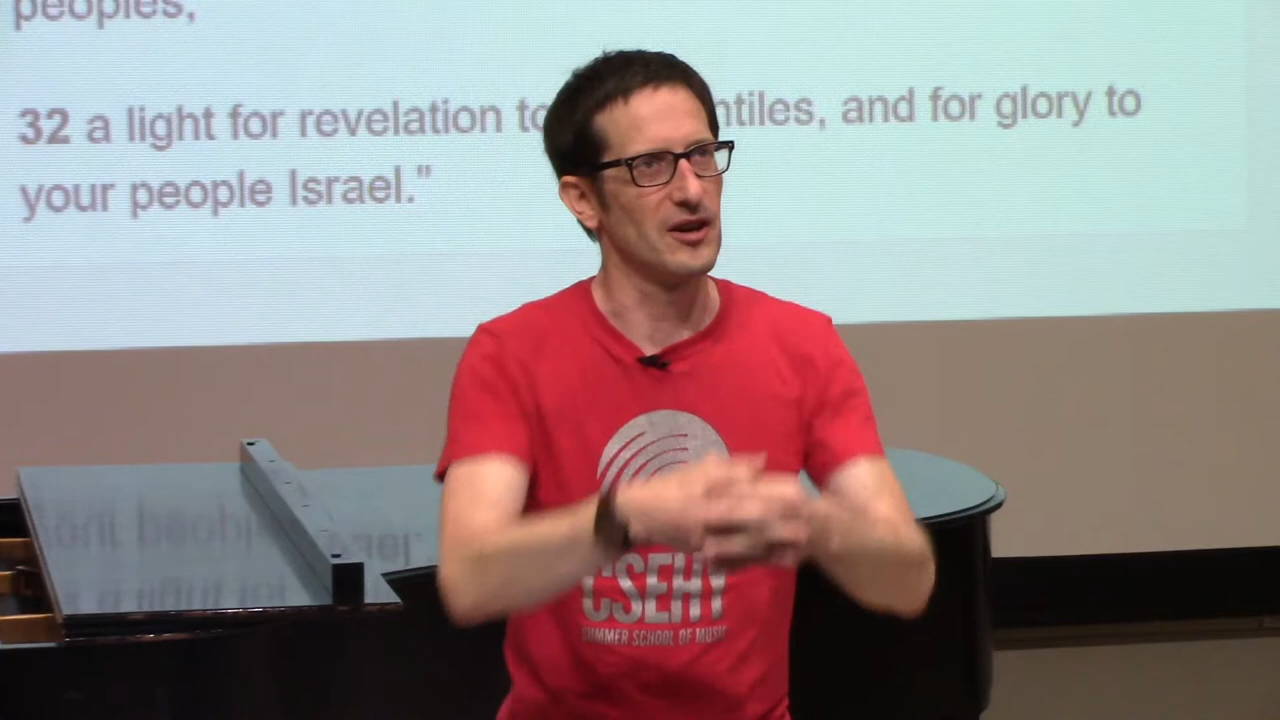 peoples,
32 a light for revelation to ntiles, and for glory to
your people Israel."
CSEHY
SUMMER SCHOOL OF MUSIC